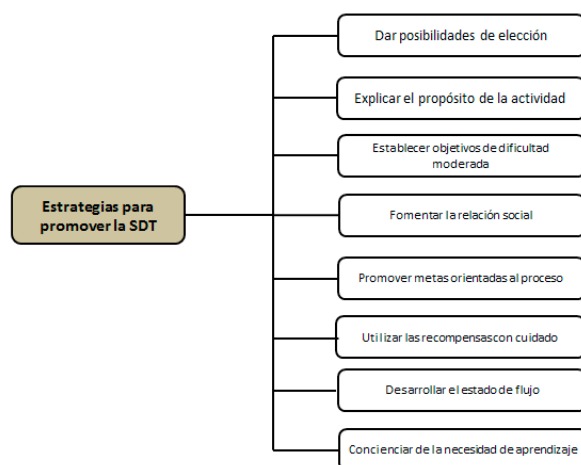 Dar posibilidades de elección
Explicar el propósito de la actividad
Establecer objetivos de dificultad
moderada
Estrategias para
promover la SDT
Fomentar la relación social
Promover metas orientadas al proceso
Utilizar las recompensas con cuidado
Desarrollar el estado de flujo
Concienciar de la necesidad de aprendizaje